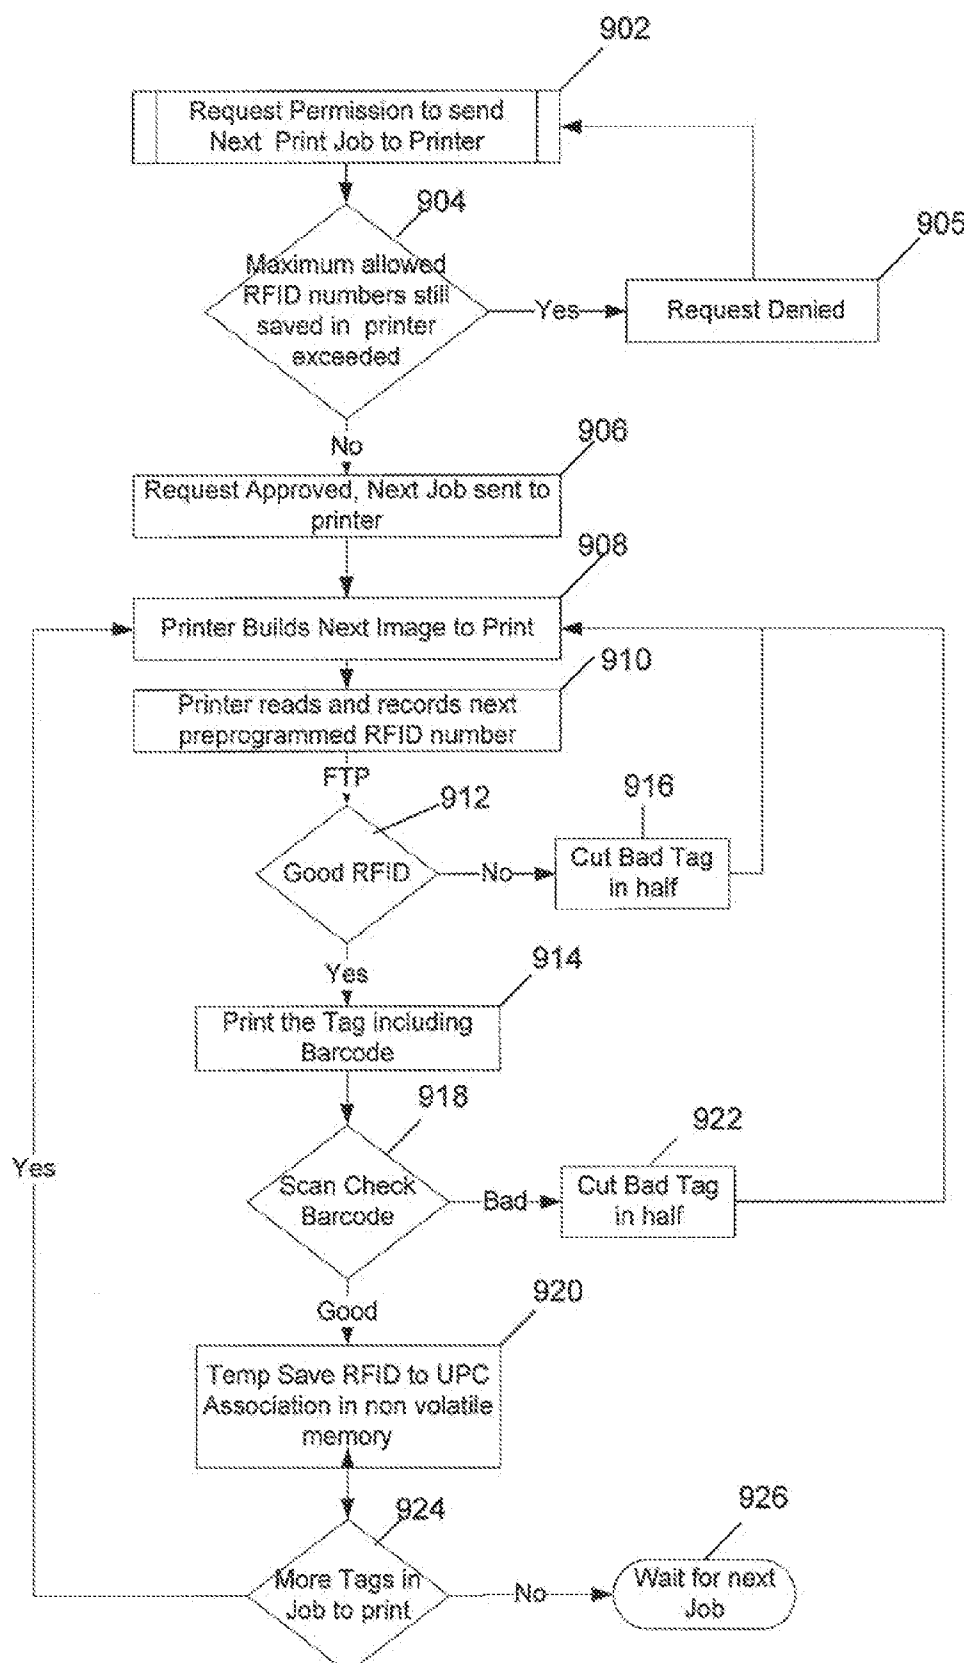 902
Request Permission to send
Next Print Job to Printer
904
905
Maximum allowed
RFID numbers still
saved in printer
exceeded
Yes
Request Denied
No
906
Request Approved, Next Job sent to
printer
908
Printer Builds Next Image to Print
910
Printer reads and records next
preprogrammed RFID number
FTP
912
916
Good RFID
No
Cut Bad Tag
in half
Yes
914
Print the Tag including
Barcode
918
922
Yes
Scan Check
Barcode
Bad
Cut Bad Tag
in half
Good
920
Temp Save RFID to UPC
Association in non volatile
memory
924
926
More Tags in
Job to print
No
Wait for next
Job